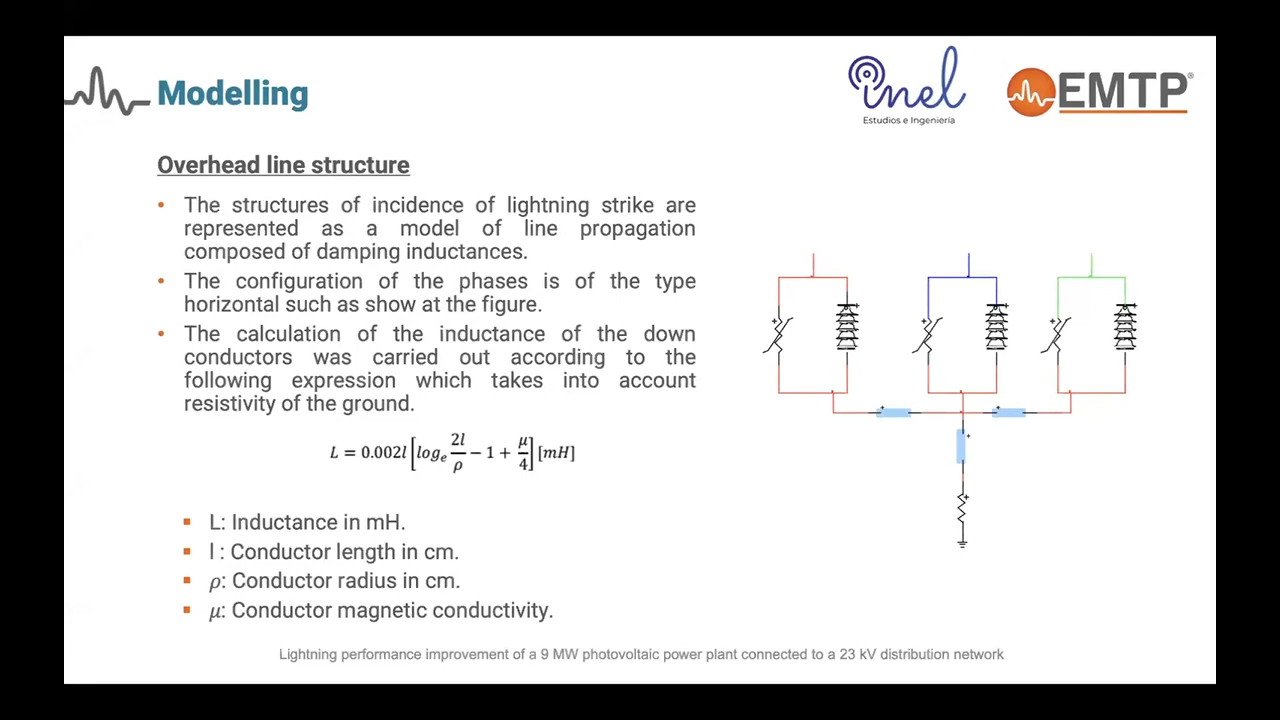 Modelling
inel
Estudios e Ingeniería
EMTP®
Overhead line structure
• The structures of incidence of lightning strike are
represented as a model of line propagation
composed of damping inductances.
• The configuration of the phases is of the type
horizontal such as show at the figure.
• The calculation of the inductance of the down
conductors was carried out according to the
following expression which takes into account
resistivity of the ground.
L = 0.002l [logₑ 2l/ρ − 1 + μ/4] [mH]
▪ L: Inductance in mH.
▪ l : Conductor length in cm.
▪ ρ: Conductor radius in cm.
▪ μ: Conductor magnetic conductivity.
Lightning performance improvement of a 9 MW photovoltaic power plant connected to a 23 kV distribution network